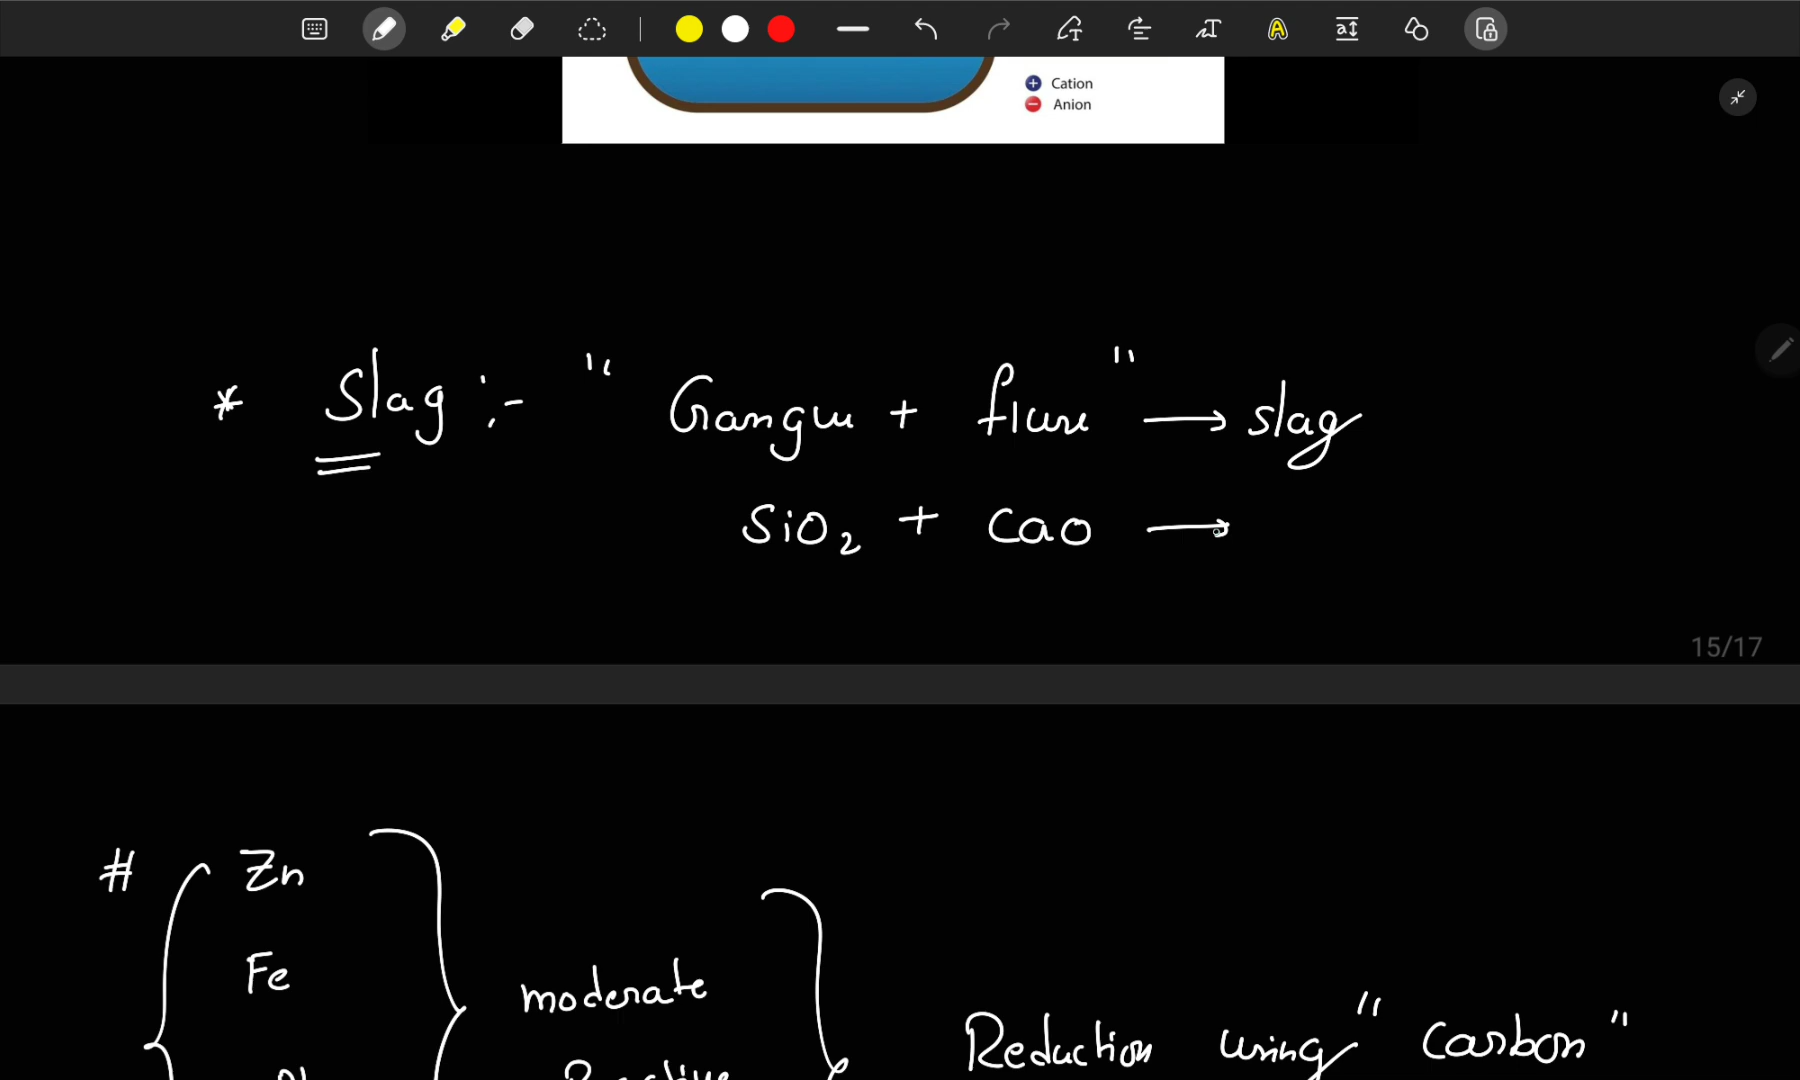 Cation
Anion
* Slag :- " Gangue + flux " → slag
SiO₂ + CaO →
15/17
# Zn
Fe
moderate
Reduction using " Carbon "